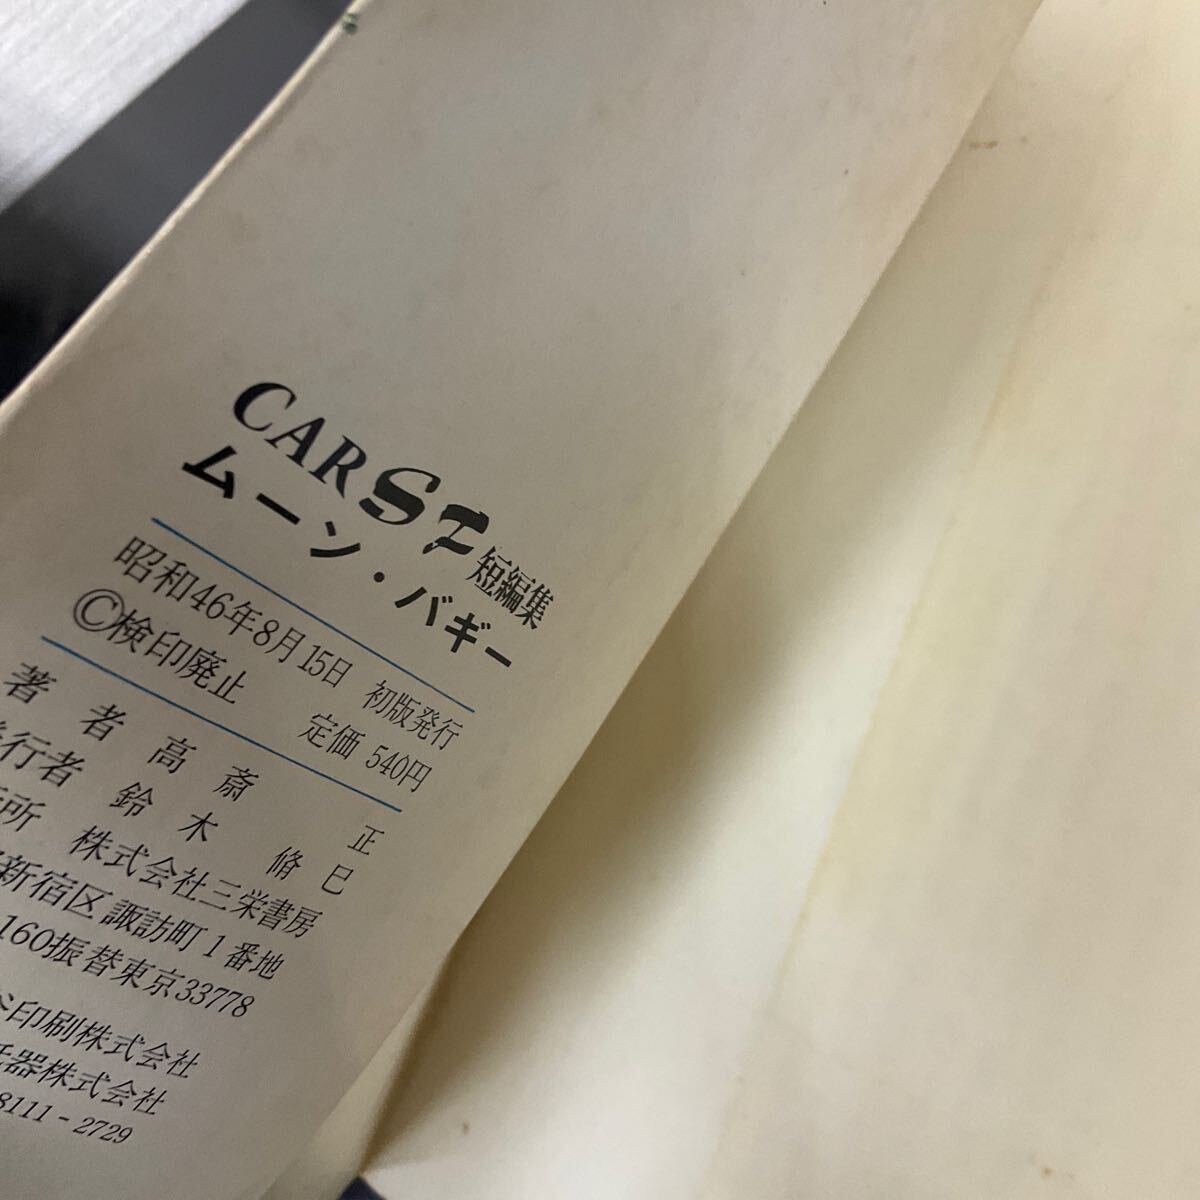 CAR SF 短編集
ムーン・バギー
昭和46年8月15日 初版発行
Ⓒ検印廃止 定価 540円
著者 高斎 正
行者 鈴木 脩巳
所 株式会社三栄書房
新宿区諏訪町1番地
160振替東京33778
印刷株式会社
器株式会社
8111-2729